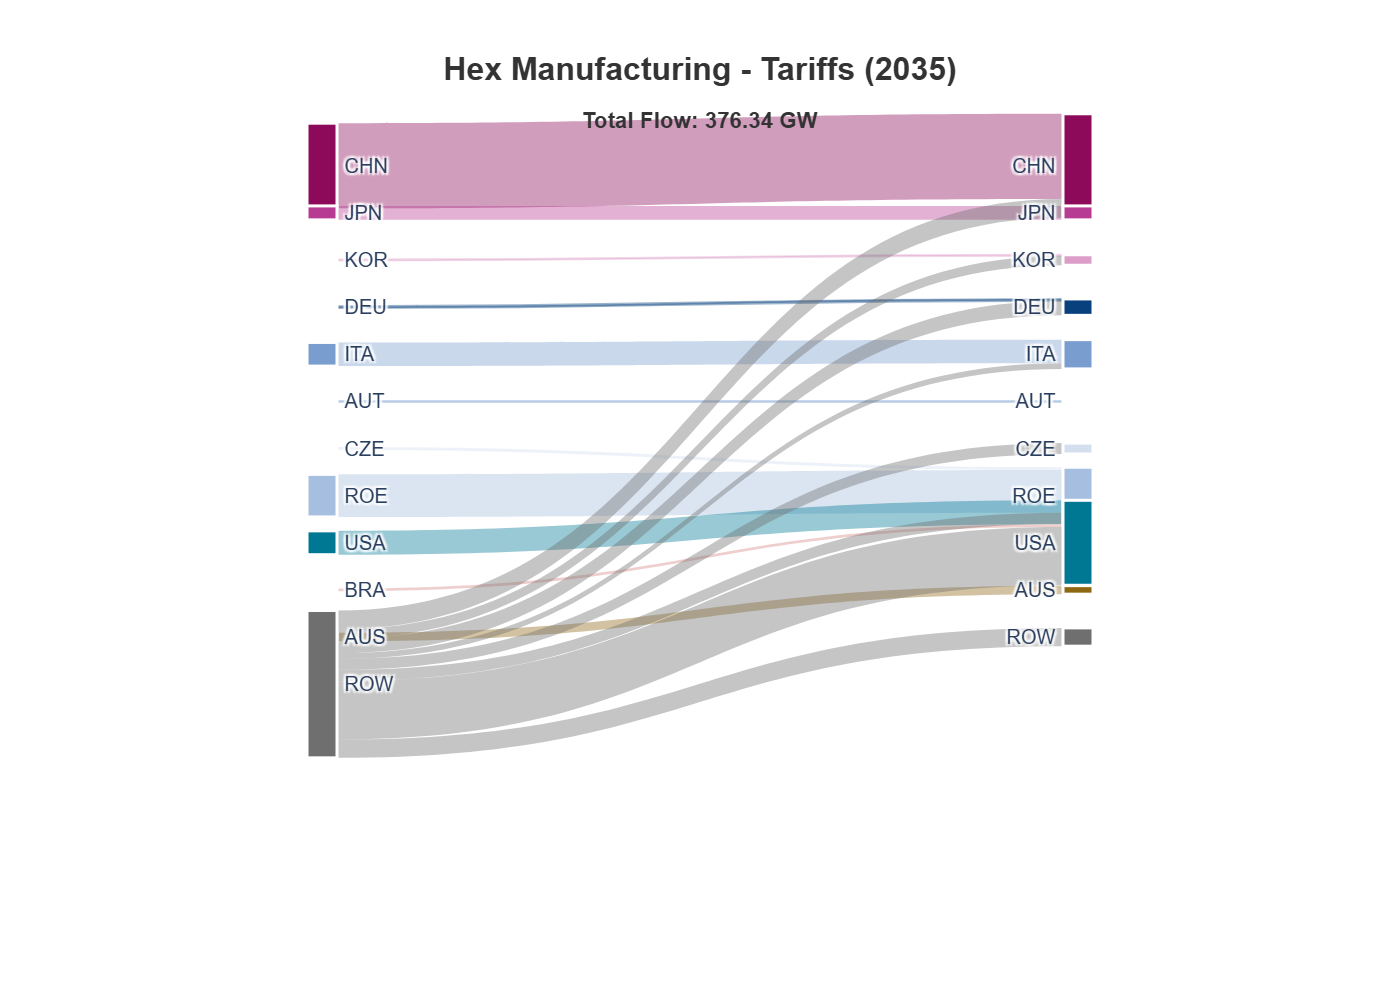 Hex Manufacturing - Tariffs (2035)
Total Flow: 376.34 GW
CHN CHN
JPN JPN
KOR KOR
DEU DEU
ITA ITA
AUT AUT
CZE CZE
ROE ROE
USA USA
BRA AUS
AUS ROW
ROW